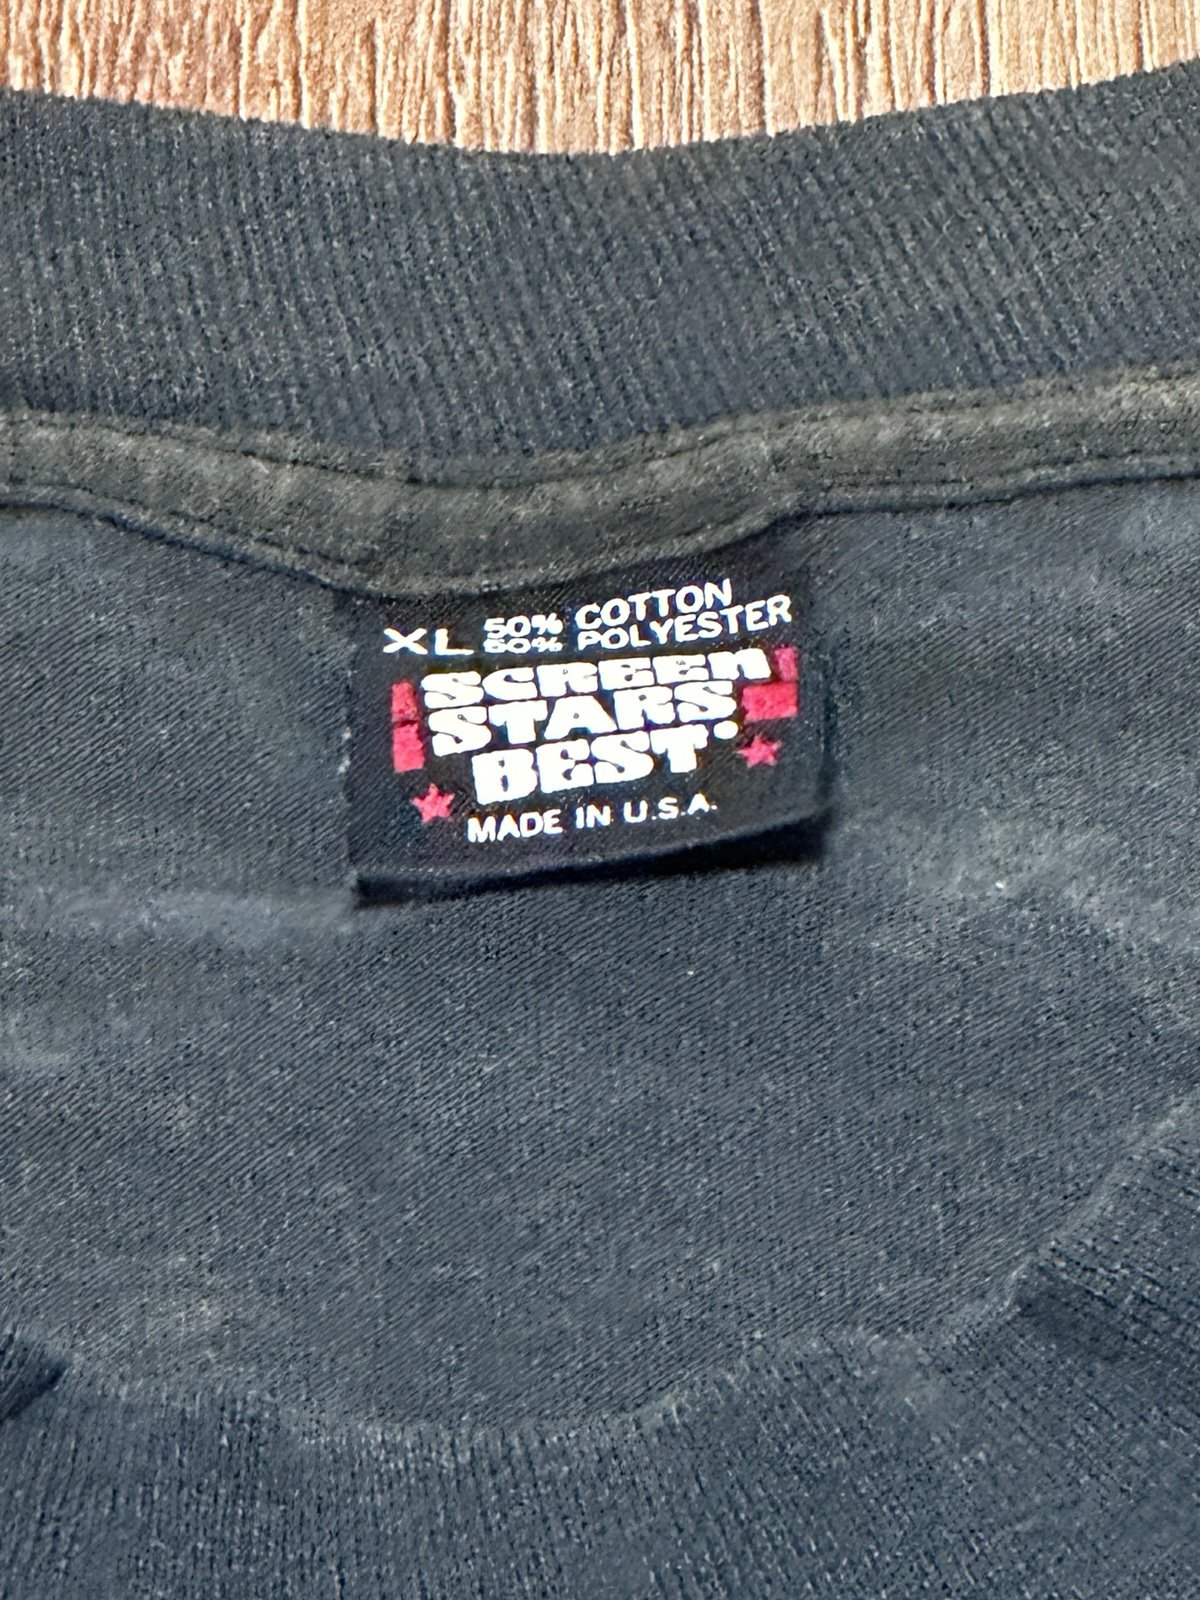 XL 50% COTTON
50% POLYESTER
SCREEN
STARS
BEST
MADE IN U.S.A.